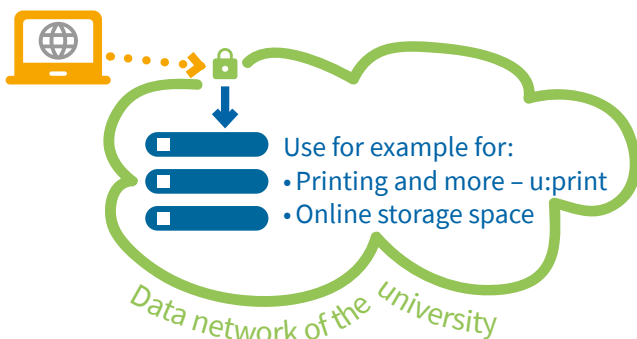 Use for example for:
• Printing and more – u:print
• Online storage space
Data network of the university